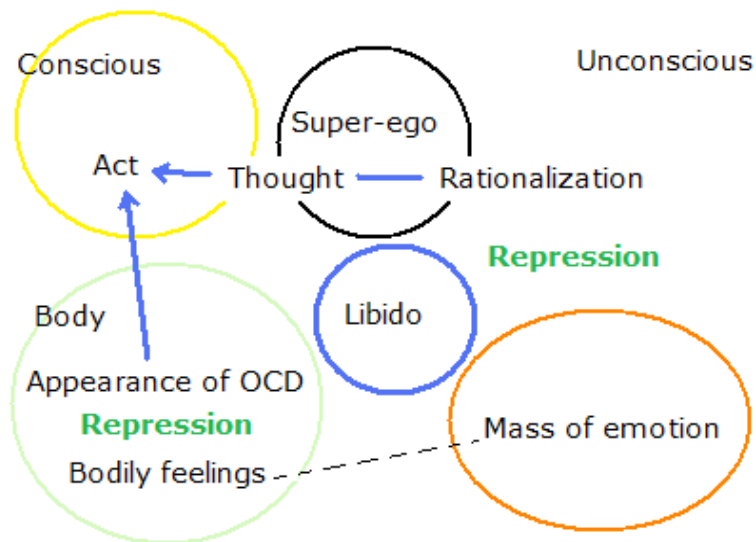 Conscious
Unconscious
Super-ego
Act
Thought
Rationalization
Repression
Body
Libido
Appearance of OCD
Repression
Mass of emotion
Bodily feelings